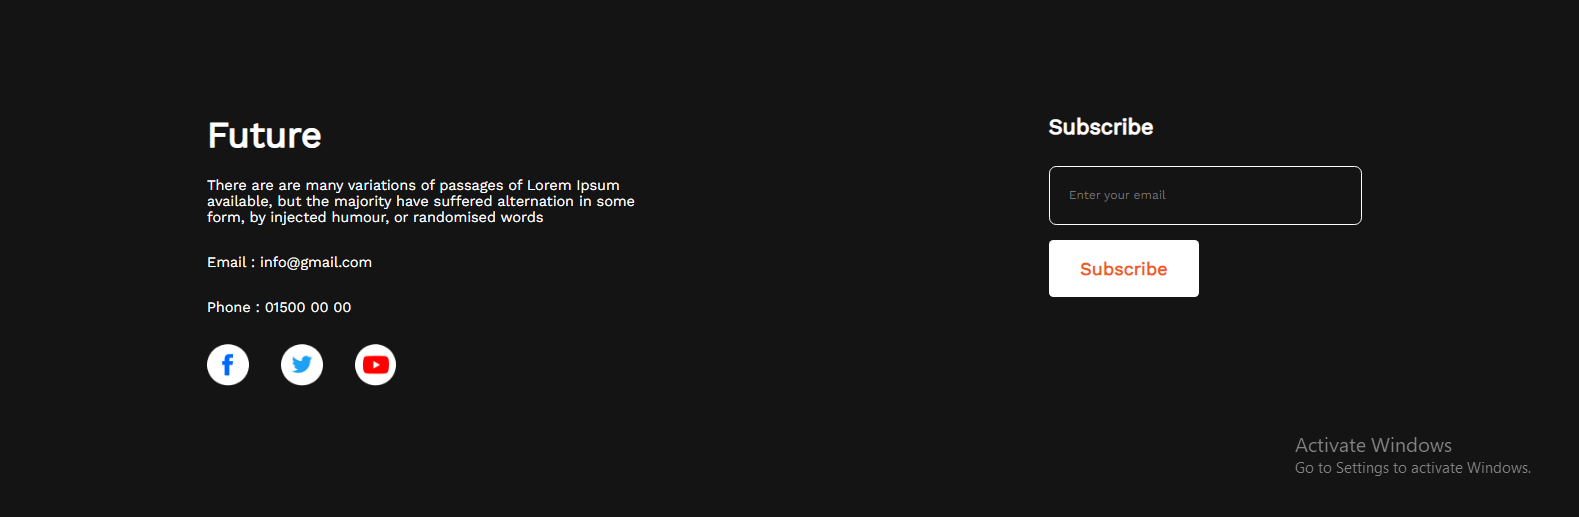 Future
There are are many variations of passages of Lorem Ipsum
available, but the majority have suffered alternation in some
form, by injected humour, or randomised words
Email : info@gmail.com
Phone : 01500 00 00
Subscribe
Enter your email
Subscribe
Activate Windows
Go to Settings to activate Windows.